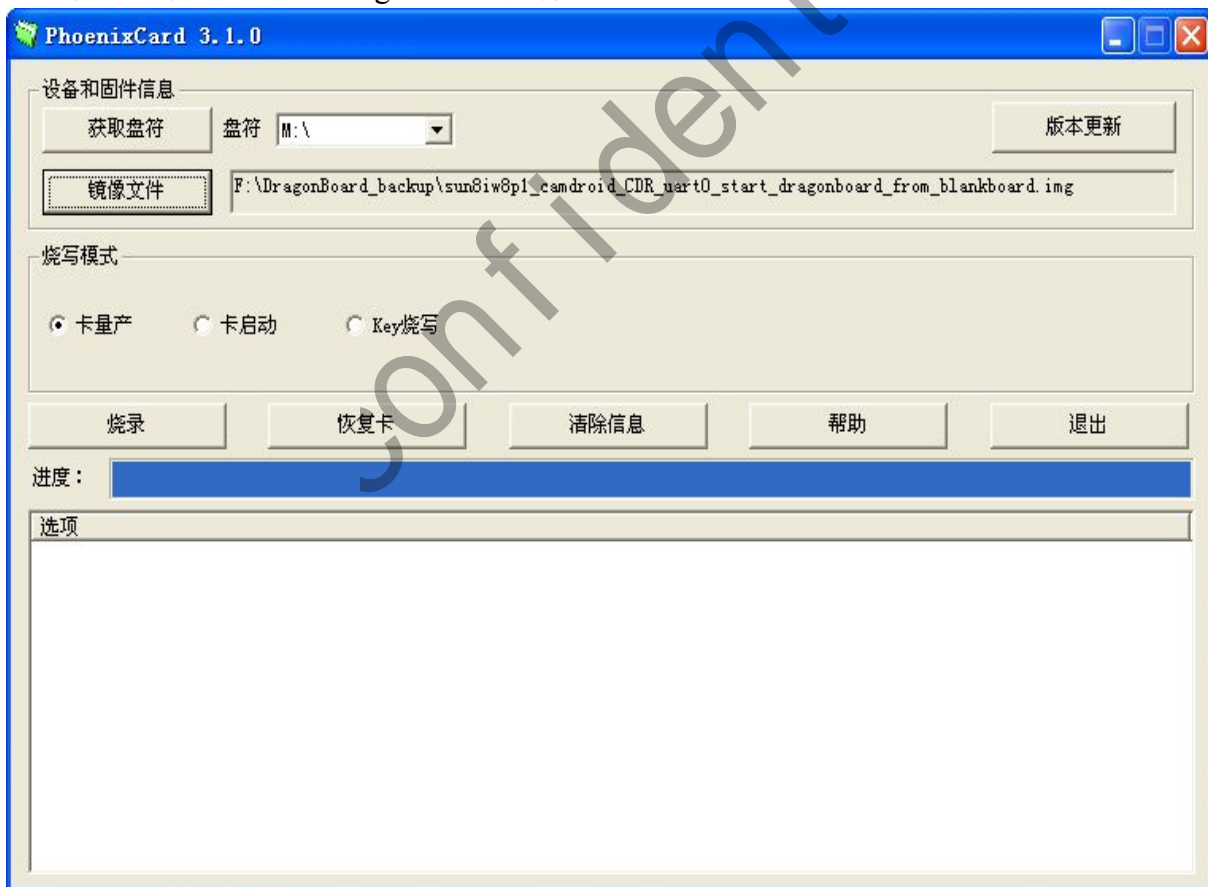 PhoenixCard 3.1.0
设备和固件信息
获取盘符 盘符 M:\ 版本更新
镜像文件 F:\DragonBoard_backup\sun8iw8p1_camdroid_CDR_uart0_start_dragonboard_from_blankboard.img
烧写模式
卡量产 卡启动 Key烧写
烧录 恢复卡 清除信息 帮助 退出
进度：
选项
confident